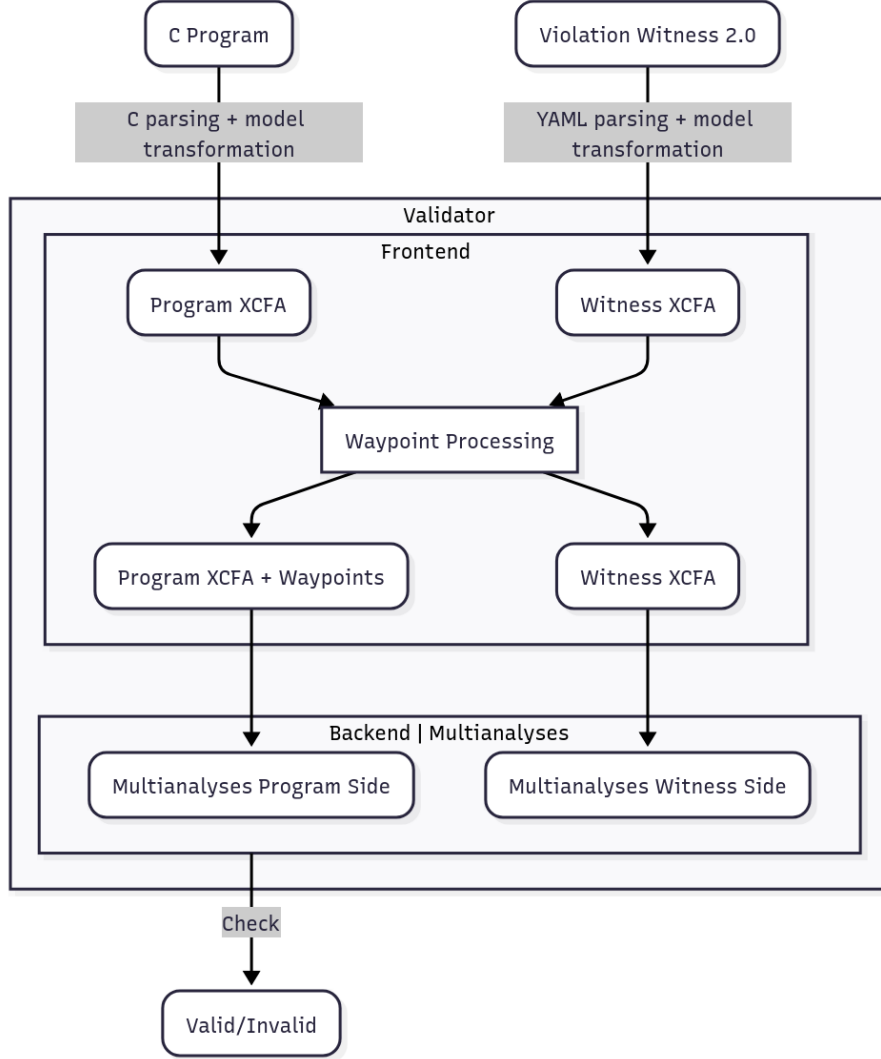 C Program
Violation Witness 2.0
C parsing + model
transformation
YAML parsing + model
transformation
Validator
Frontend
Program XCFA
Witness XCFA
Waypoint Processing
Program XCFA + Waypoints
Witness XCFA
Backend | Multianalyses
Multianalyses Program Side
Multianalyses Witness Side
Check
Valid/Invalid